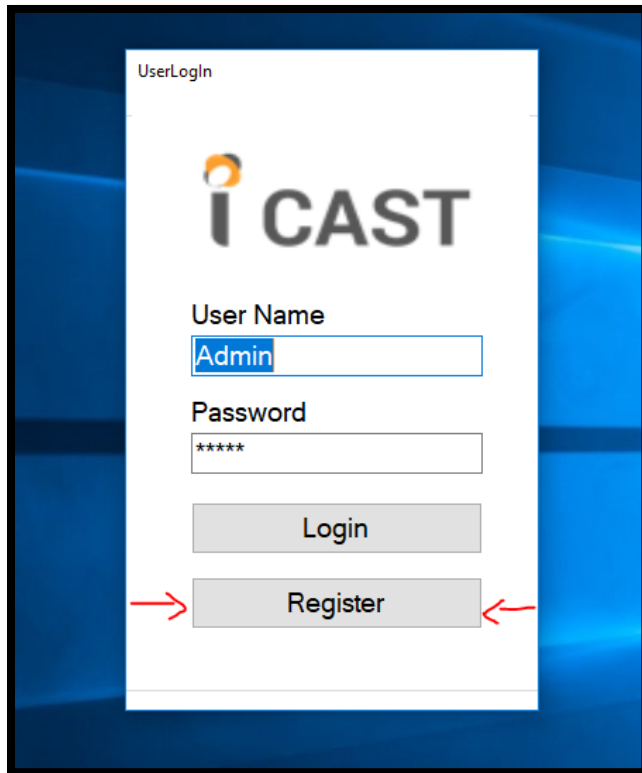 UserLogIn
i CAST
User Name
Admin
Password
*****
Login
Register